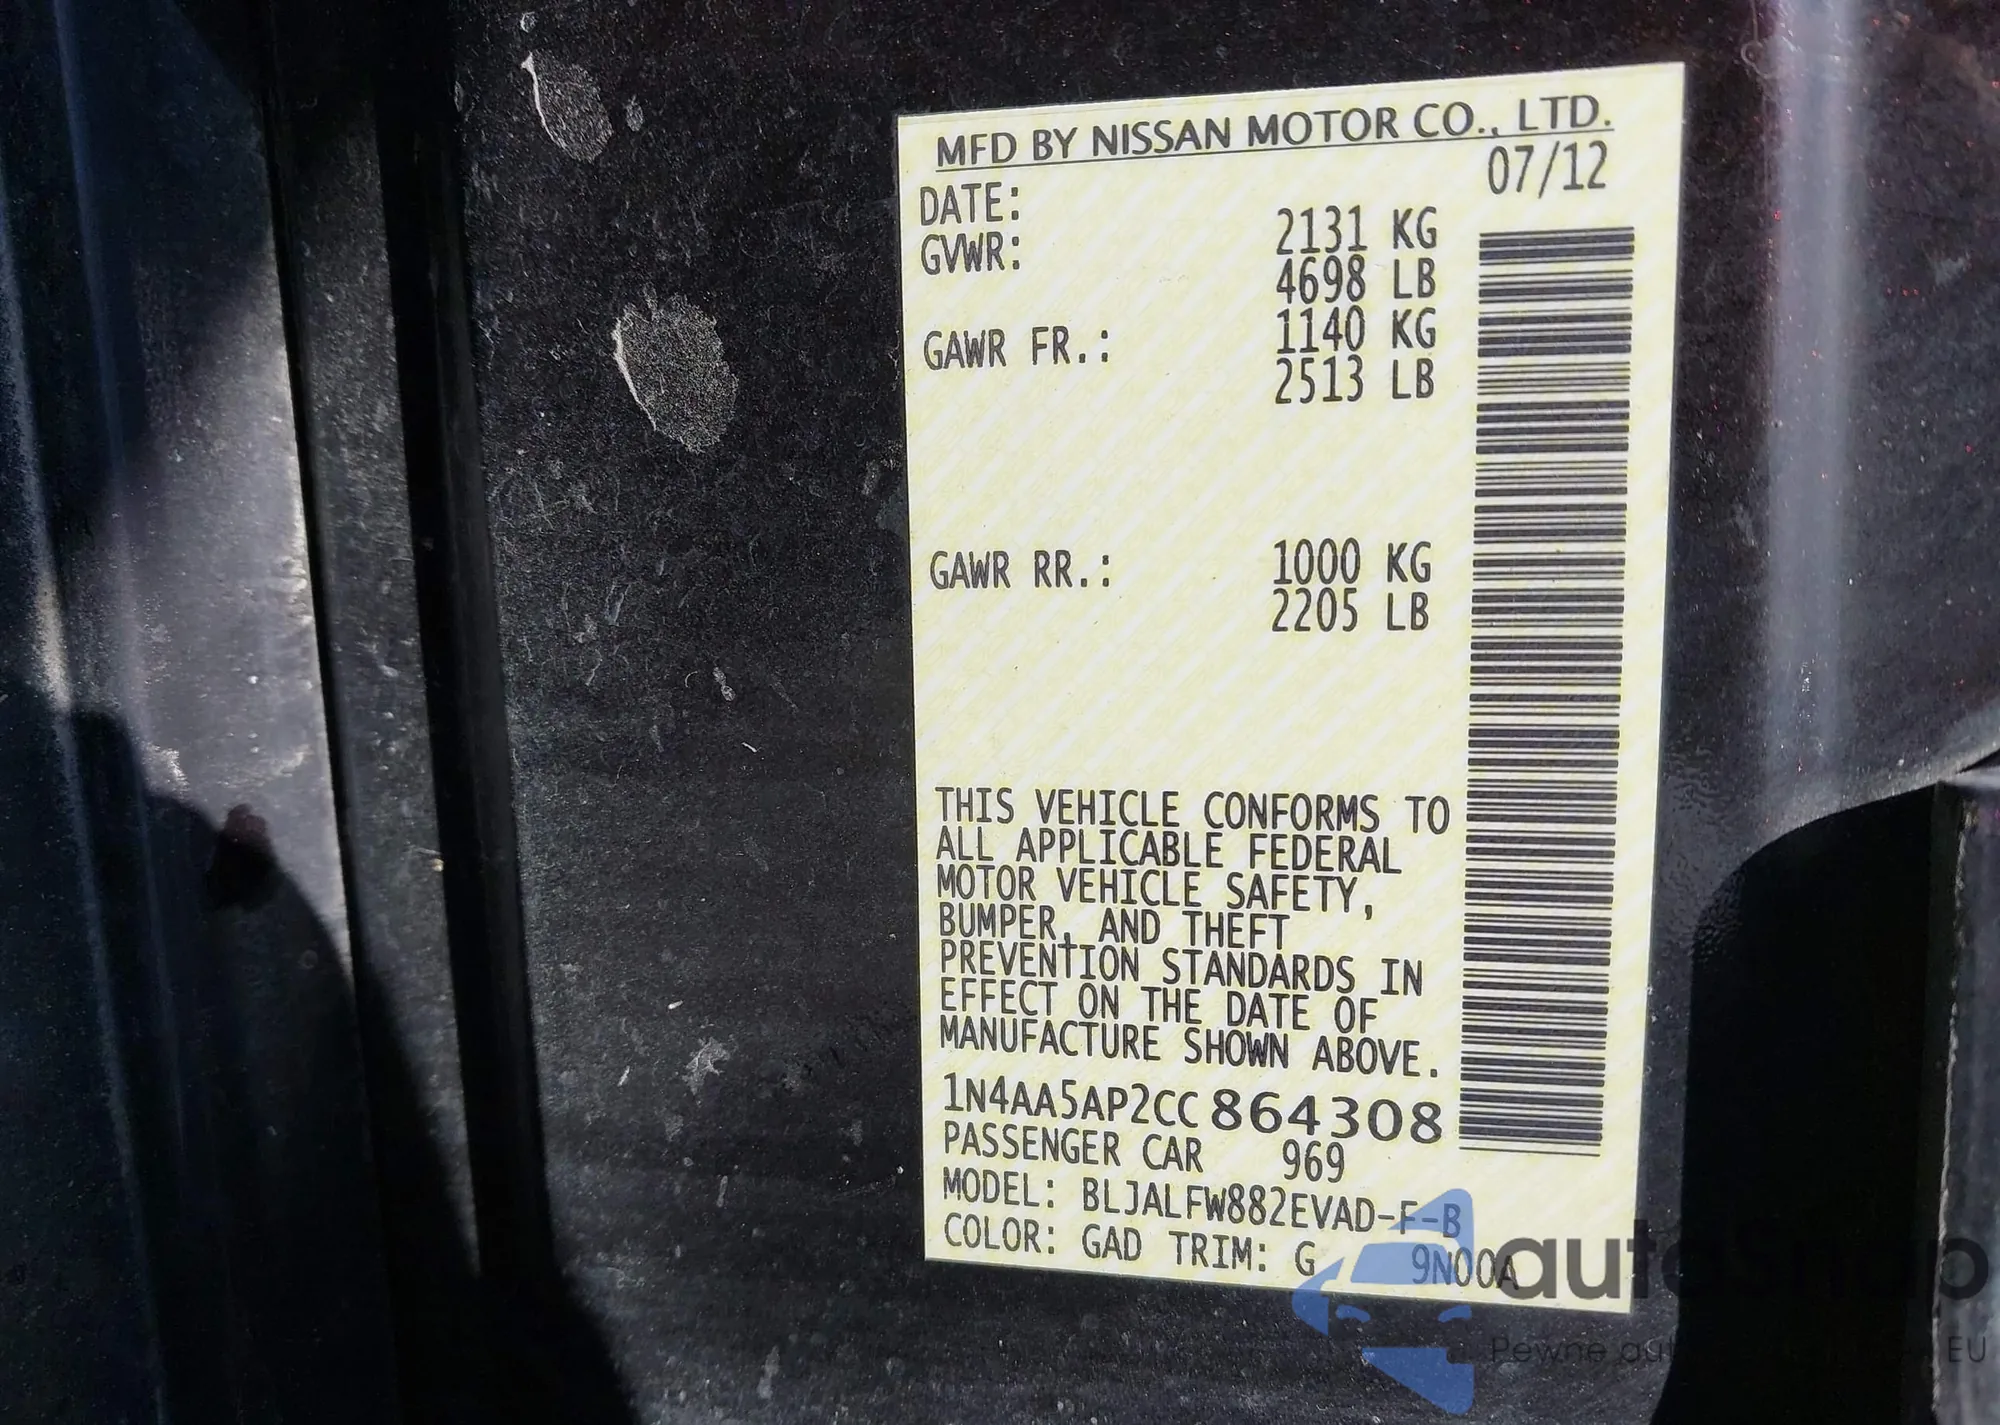 MFD BY NISSAN MOTOR CO., LTD.
DATE: 07/12
GVWR: 2131 KG
4698 LB
GAWR FR.: 1140 KG
2513 LB
GAWR RR.: 1000 KG
2205 LB
THIS VEHICLE CONFORMS TO
ALL APPLICABLE FEDERAL
MOTOR VEHICLE SAFETY,
BUMPER, AND THEFT
PREVENTION STANDARDS IN
EFFECT ON THE DATE OF
MANUFACTURE SHOWN ABOVE.
1N4AA5AP2CC864308
PASSENGER CAR 969
MODEL: BLJALFW882EVAD-F-B
COLOR: GAD TRIM: G 9N00A
Pewne EU